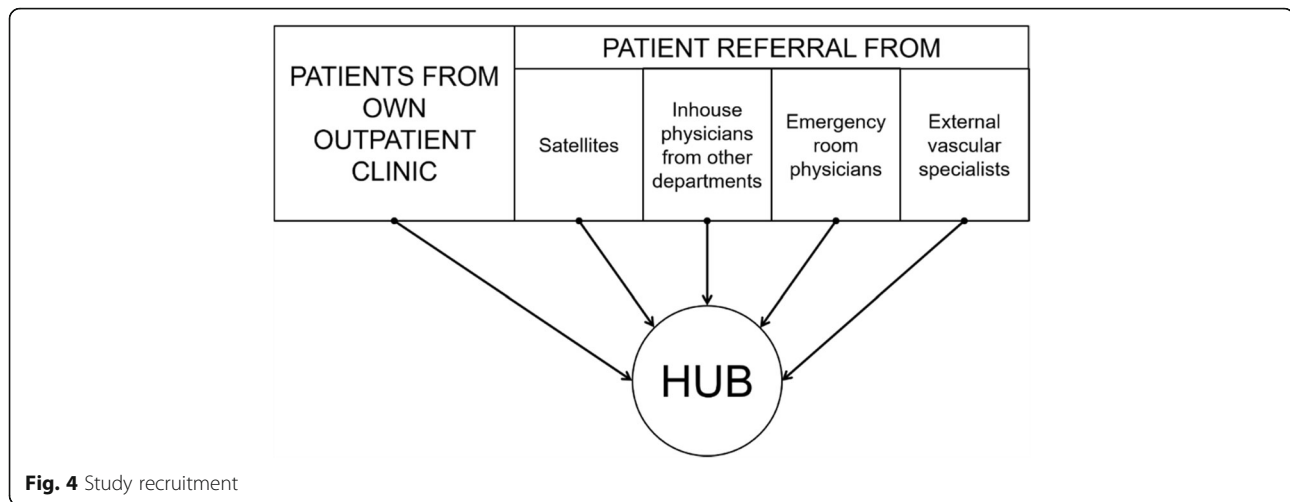 PATIENTS FROM
OWN
OUTPATIENT
CLINIC
PATIENT REFERRAL FROM
Satellites
Inhouse
physicians
from other
departments
Emergency
room
physicians
External
vascular
specialists
HUB
Fig. 4 Study recruitment